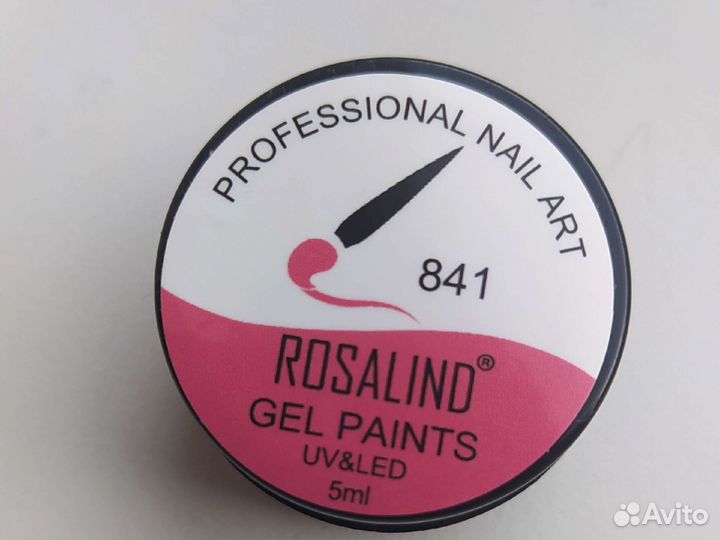 PROFESSIONAL NAIL ART
841
ROSALIND®
GEL PAINTS
UV&LED
5ml
Avito